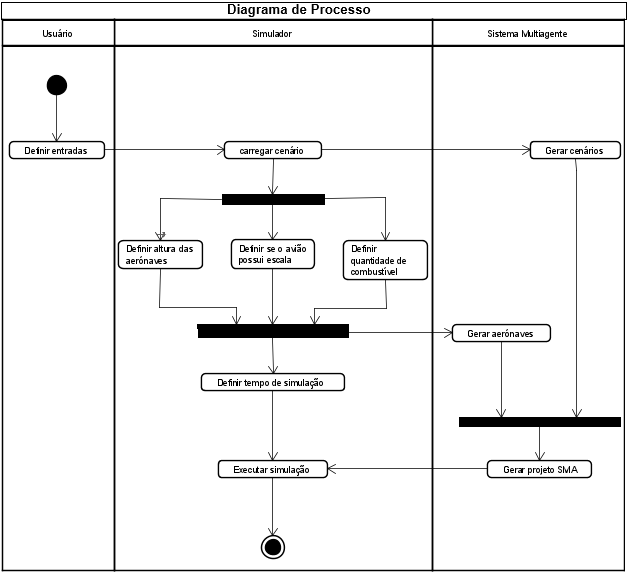 Diagrama de Processo
Usuário
Simulador
Sistema Multiagente
Definir entradas
carregar cenário
Gerar cenários
Definir altura das
aerónaves
Definir se o avião
possui escala
Definir
quantidade de
combustível
Gerar aerónaves
Definir tempo de simulação
Executar simulação
Gerar projeto SMA